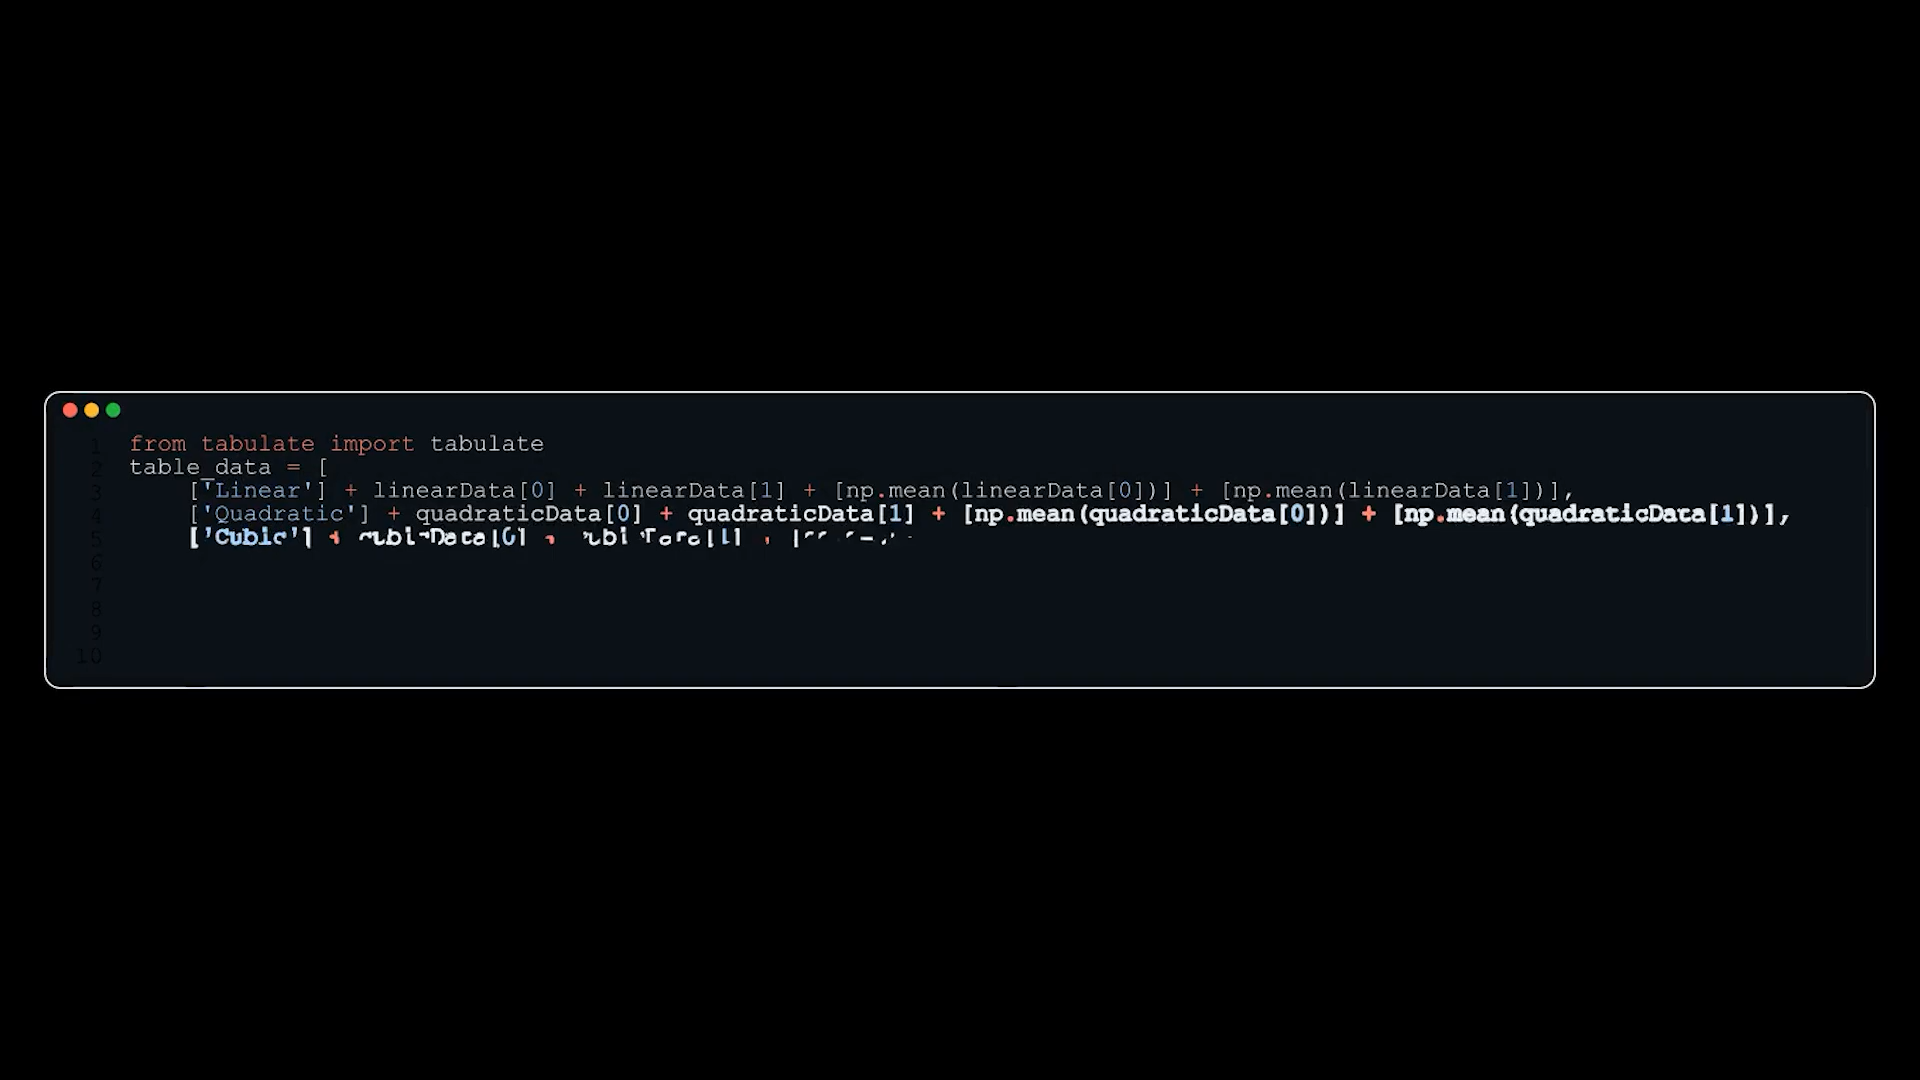 1 from tabulate import tabulate
2 table_data = [
3 ['Linear'] + linearData[0] + linearData[1] + [np.mean(linearData[0])] + [np.mean(linearData[1])],
4 ['Quadratic'] + quadraticData[0] + quadraticData[1] + [np.mean(quadraticData[0])] + [np.mean(quadraticData[1])],
5 ['Cubic'] + cubicData[0]
6
7
8
9
10